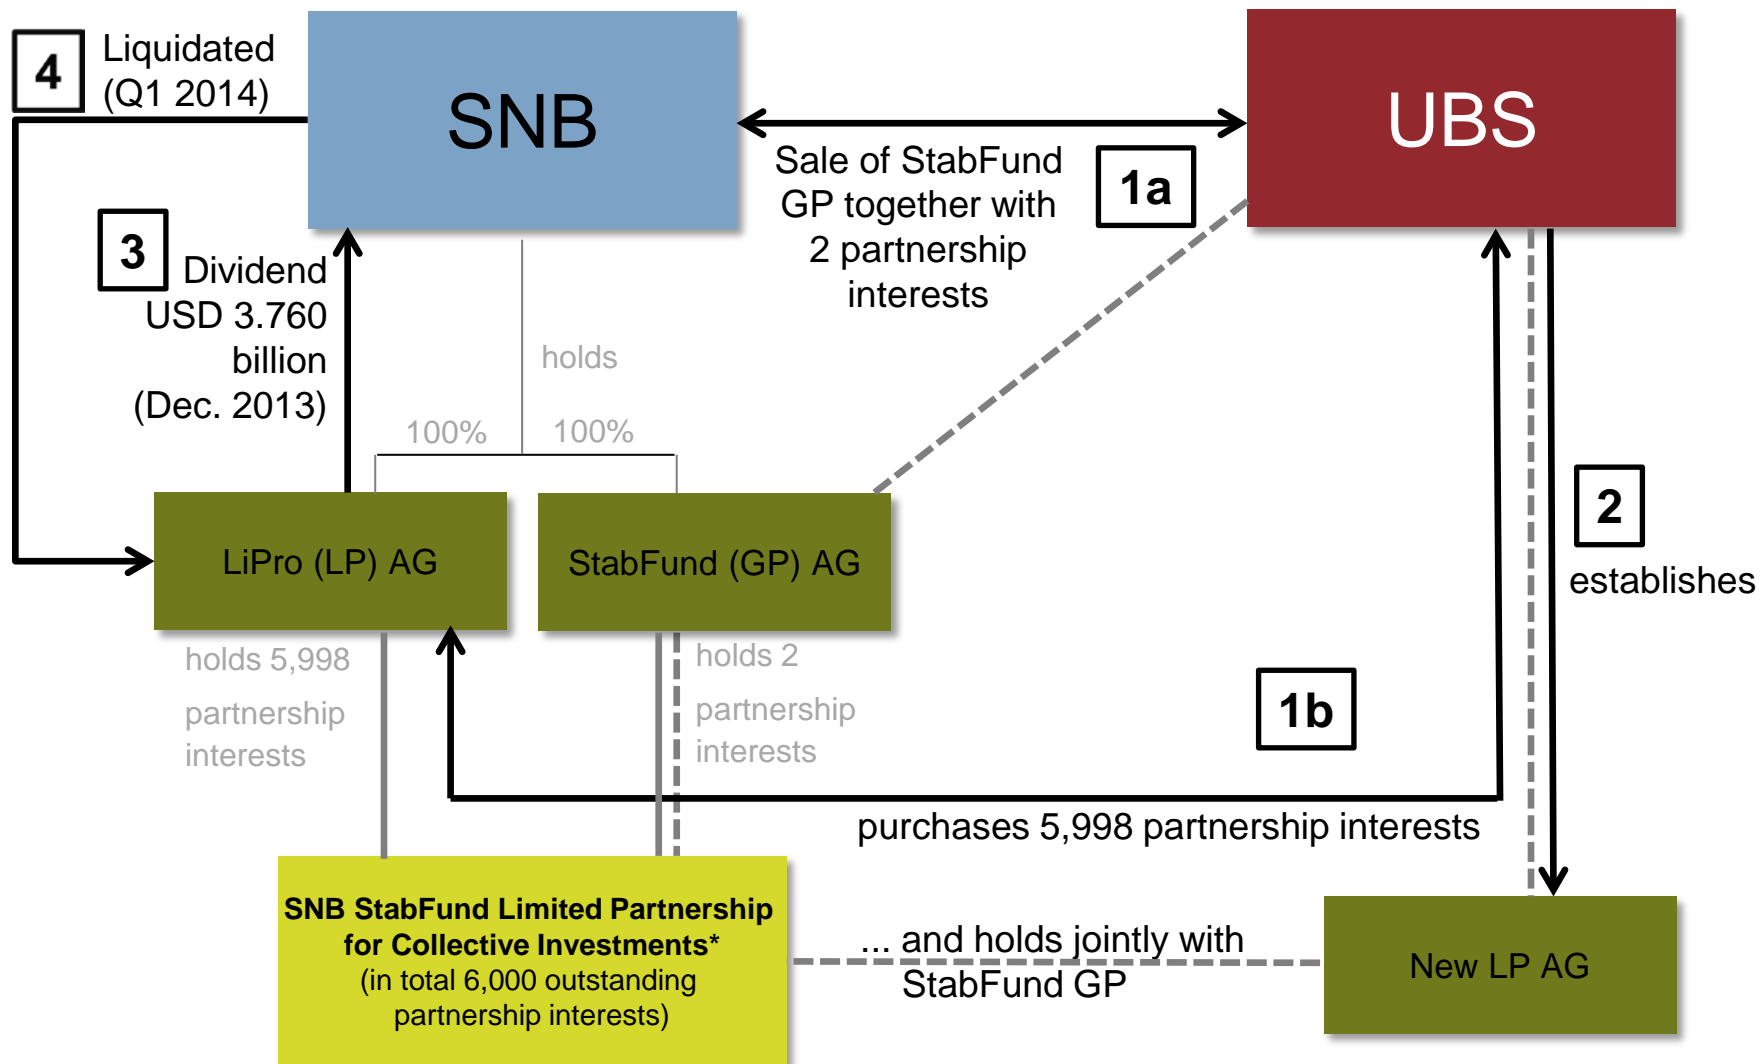 4
Liquidated
(Q1 2014)
SNB
UBS
Sale of StabFund
GP together with
2 partnership
interests
1a
3
Dividend
USD 3.760
billion
(Dec. 2013)
holds
100%
100%
2
establishes
LiPro (LP) AG
StabFund (GP) AG
holds 5,998
partnership
interests
holds 2
partnership
interests
1b
purchases 5,998 partnership interests
SNB StabFund Limited Partnership
for Collective Investments*
(in total 6,000 outstanding
partnership interests)
... and holds jointly with
StabFund GP
New LP AG